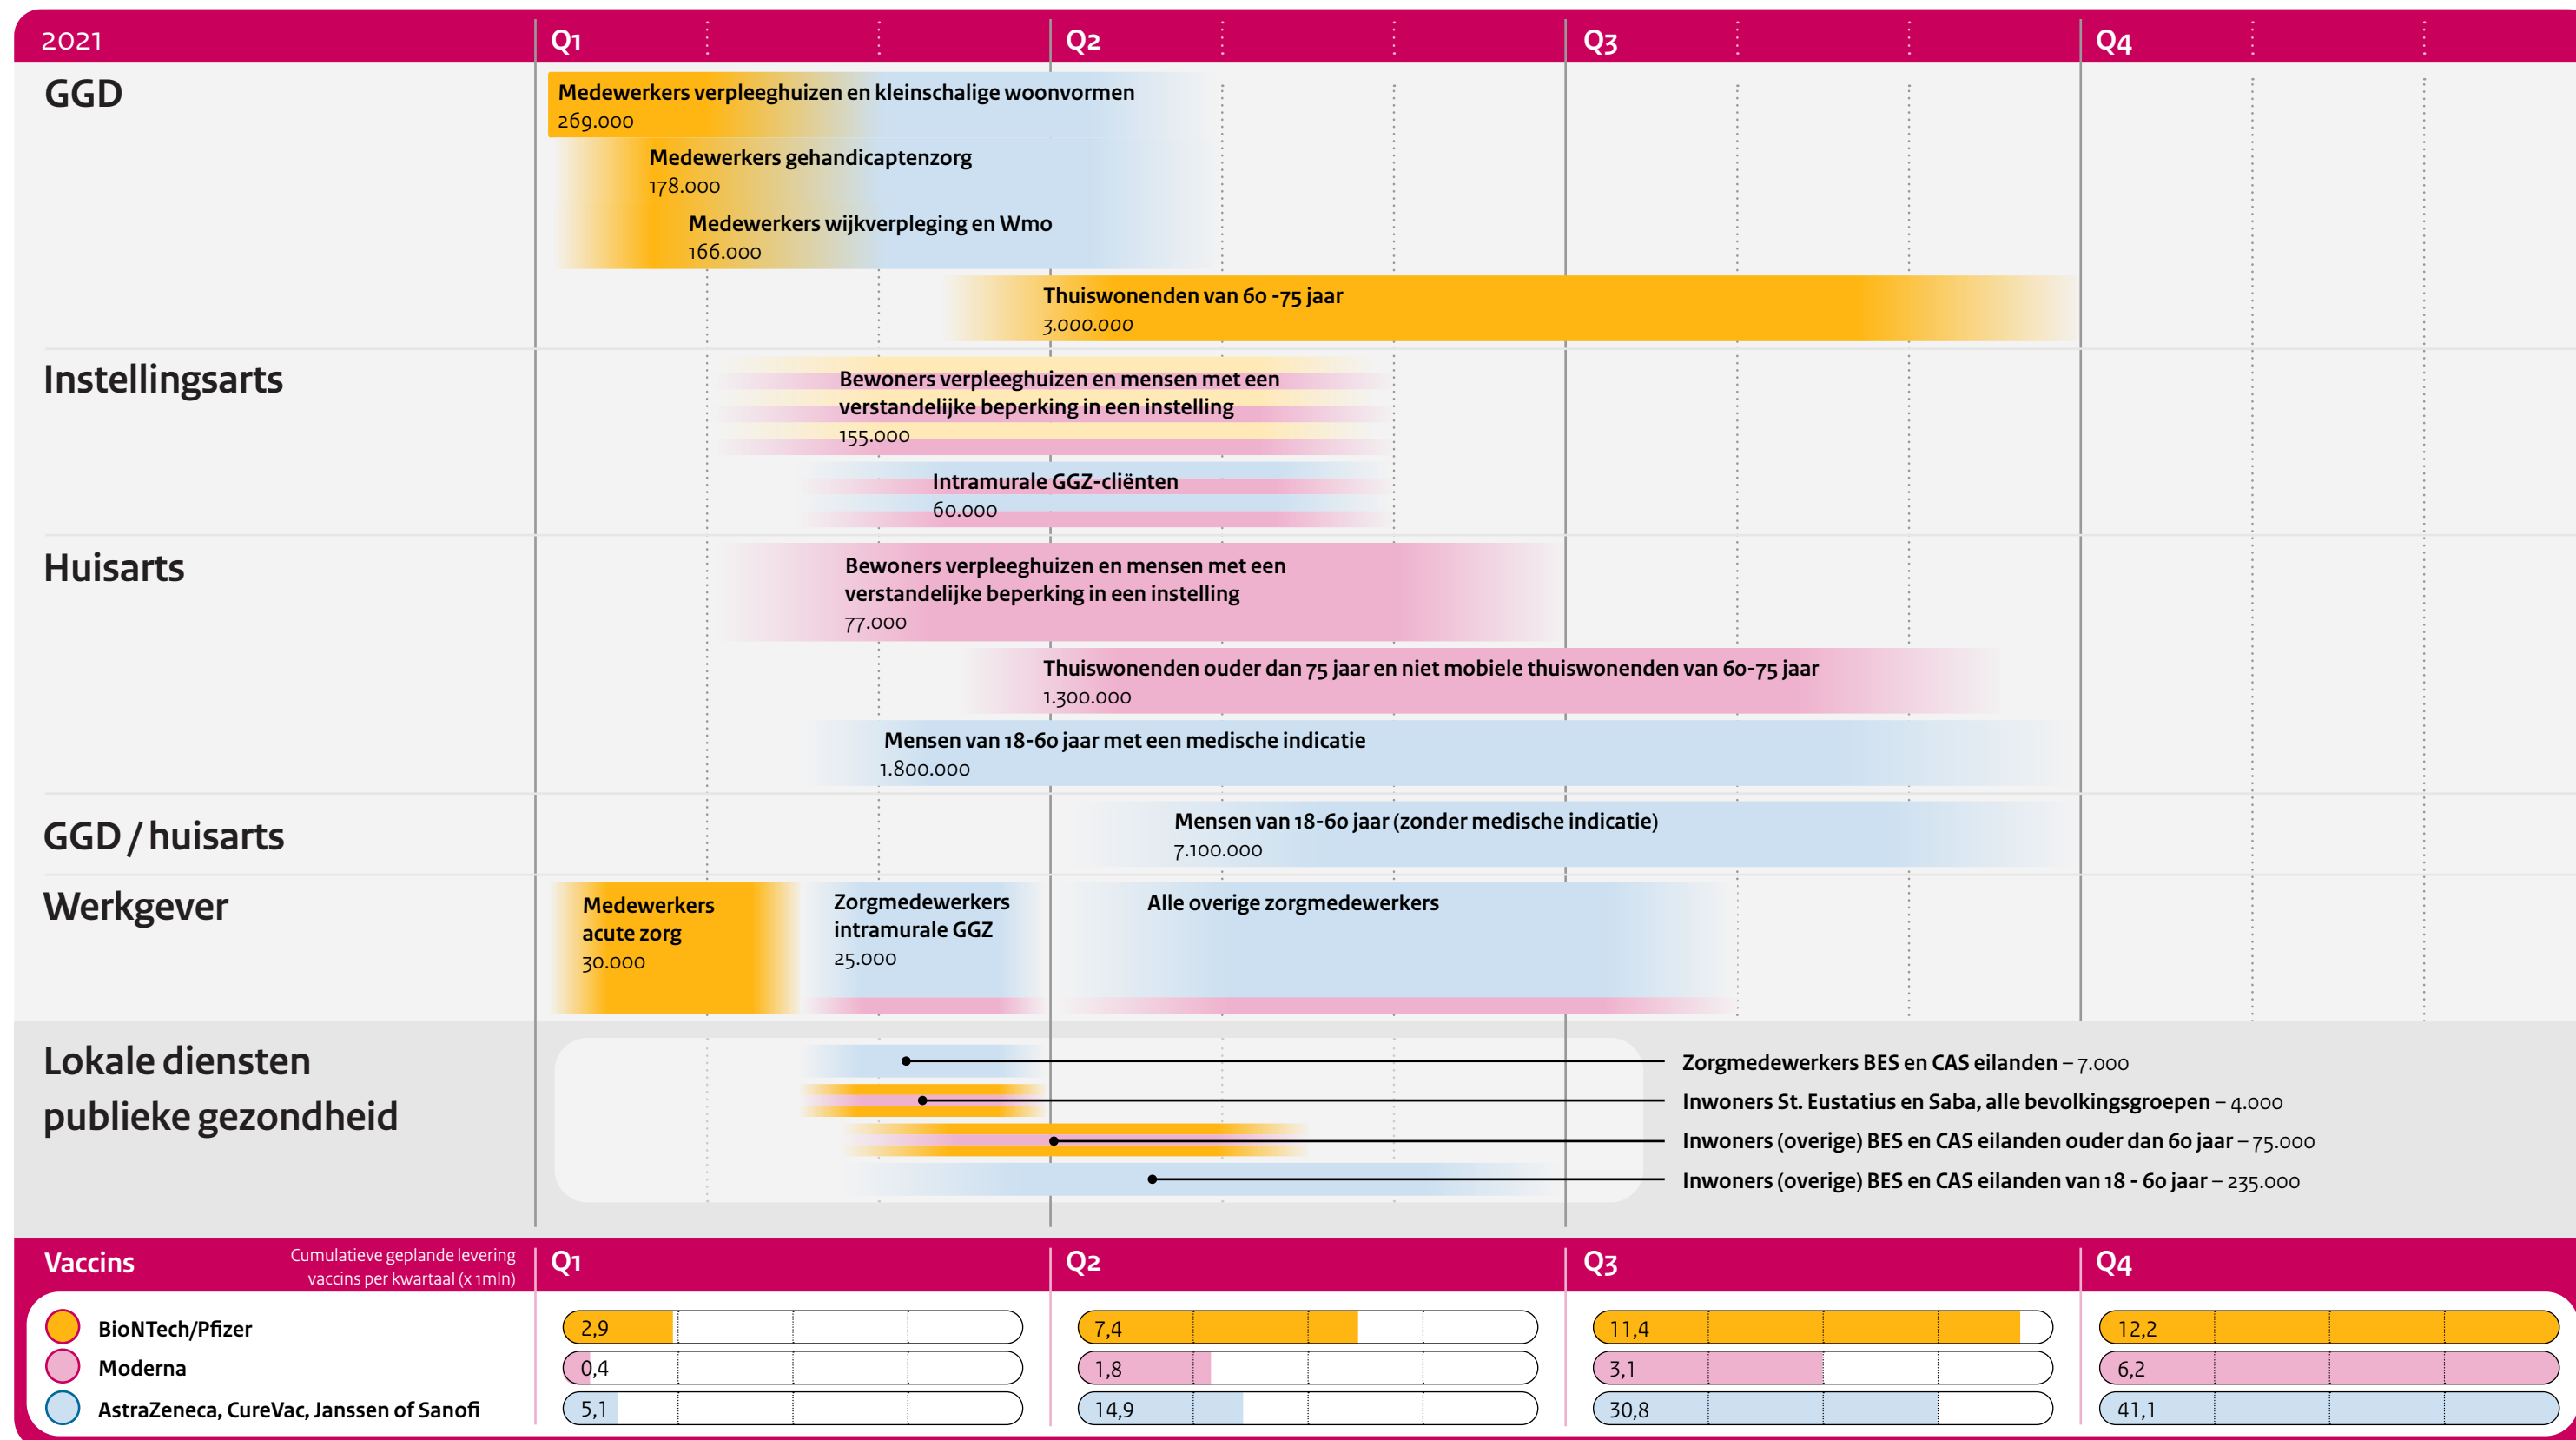 2021
Q1
Q2
Q3
Q4
GGD
Medewerkers verpleeghuizen en kleinschalige woonvormen
269.000
Medewerkers gehandicaptenzorg
178.000
Medewerkers wijkverpleging en Wmo
166.000
Thuiswonenden van 60 -75 jaar
3.000.000
Instellingsarts
Bewoners verpleeghuizen en mensen met een
verstandelijke beperking in een instelling
155.000
Intramurale GGZ-cliënten
60.000
Huisarts
Bewoners verpleeghuizen en mensen met een
verstandelijke beperking in een instelling
77.000
Thuiswonenden ouder dan 75 jaar en niet mobiele thuiswonenden van 60-75 jaar
1.300.000
Mensen van 18-60 jaar met een medische indicatie
1.800.000
GGD / huisarts
Mensen van 18-60 jaar (zonder medische indicatie)
7.100.000
Werkgever
Medewerkers
acute zorg
30.000
Zorgmedewerkers
intramurale GGZ
25.000
Alle overige zorgmedewerkers
Lokale diensten
publieke gezondheid
Zorgmedewerkers BES en CAS eilanden – 7.000
Inwoners St. Eustatius en Saba, alle bevolkingsgroepen – 4.000
Inwoners (overige) BES en CAS eilanden ouder dan 60 jaar – 75.000
Inwoners (overige) BES en CAS eilanden van 18 - 60 jaar – 235.000
Vaccins
Cumulatieve geplande levering
vaccins per kwartaal (x 1mln)
Q1
Q2
Q3
Q4
BioNTech/Pfizer
2,9
7,4
11,4
12,2
Moderna
0,4
1,8
3,1
6,2
AstraZeneca, CureVac, Janssen of Sanofi
5,1
14,9
30,8
41,1